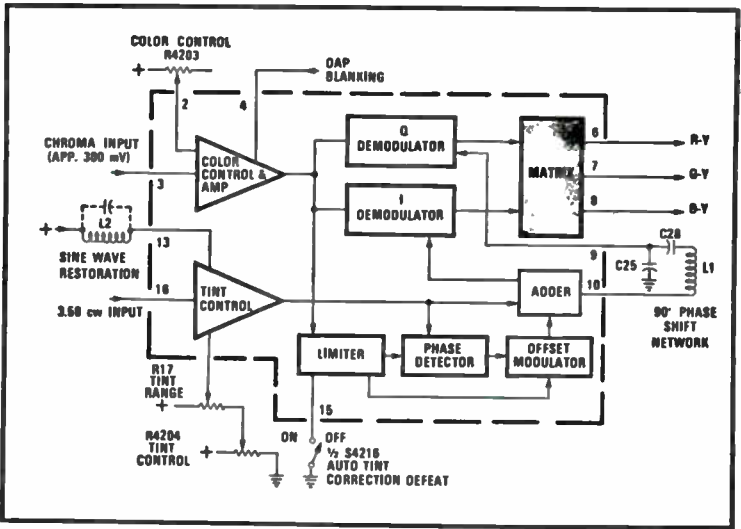 COLOR CONTROL
R4203
+
OAP
BLANKING
2
4
CHROMA INPUT
(APP. 300 mV)
3
COLOR
CONTROL &
AMP
Q
DEMODULATOR
I
DEMODULATOR
MATRIX
6
R-Y
7
G-Y
8
B-Y
+
L2
13
SINE WAVE
RESTORATION
16
3.58 cw INPUT
TINT
CONTROL
9
C28
C25
L1
10
ADDER
90° PHASE
SHIFT
NETWORK
LIMITER
PHASE
DETECTOR
OFFSET
MODULATOR
R17
TINT
RANGE
+
R4204
TINT
CONTROL
+
15
ON
OFF
½ S4216
AUTO TINT
CORRECTION DEFEAT